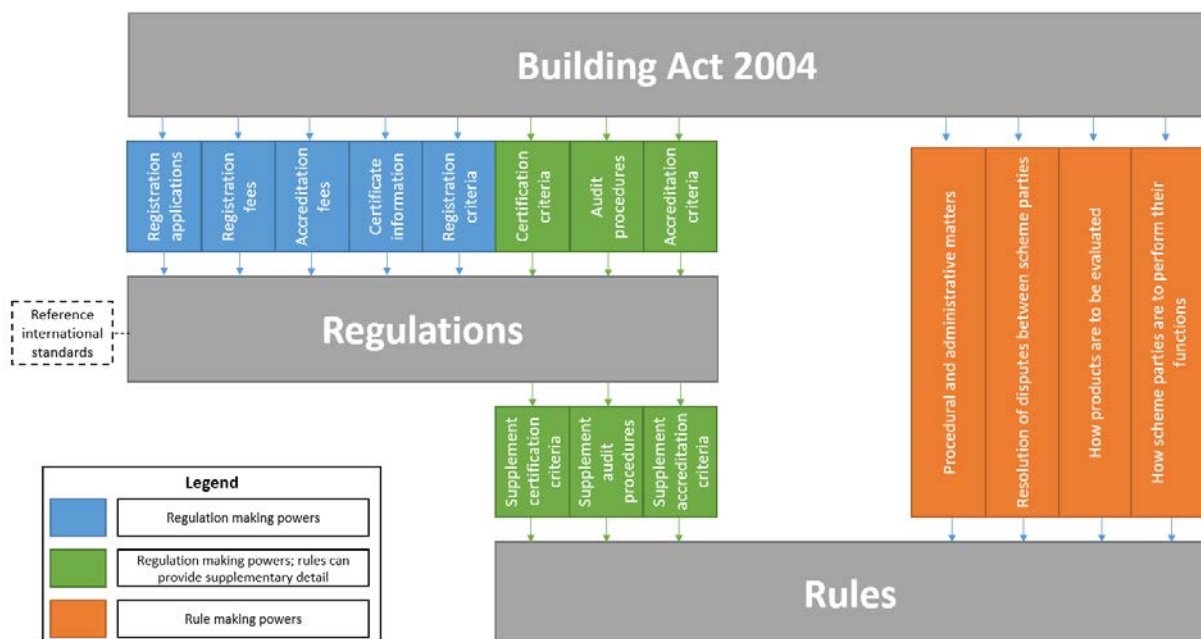 Building Act 2004
Registration
applications
Registration
fees
Accreditation
fees
Certificate
information
Registration
criteria
Certification
criteria
Audit
procedures
Accreditation
criteria
Procedural and administrative matters
Resolution of disputes between scheme parties
How products are to be evaluated
How scheme parties are to perform their
functions
Reference
international
standards
Regulations
Supplement
certification
criteria
Supplement
audit
procedures
Supplement
accreditation
criteria
Legend
Regulation making powers
Regulation making powers; rules can
provide supplementary detail
Rule making powers
Rules